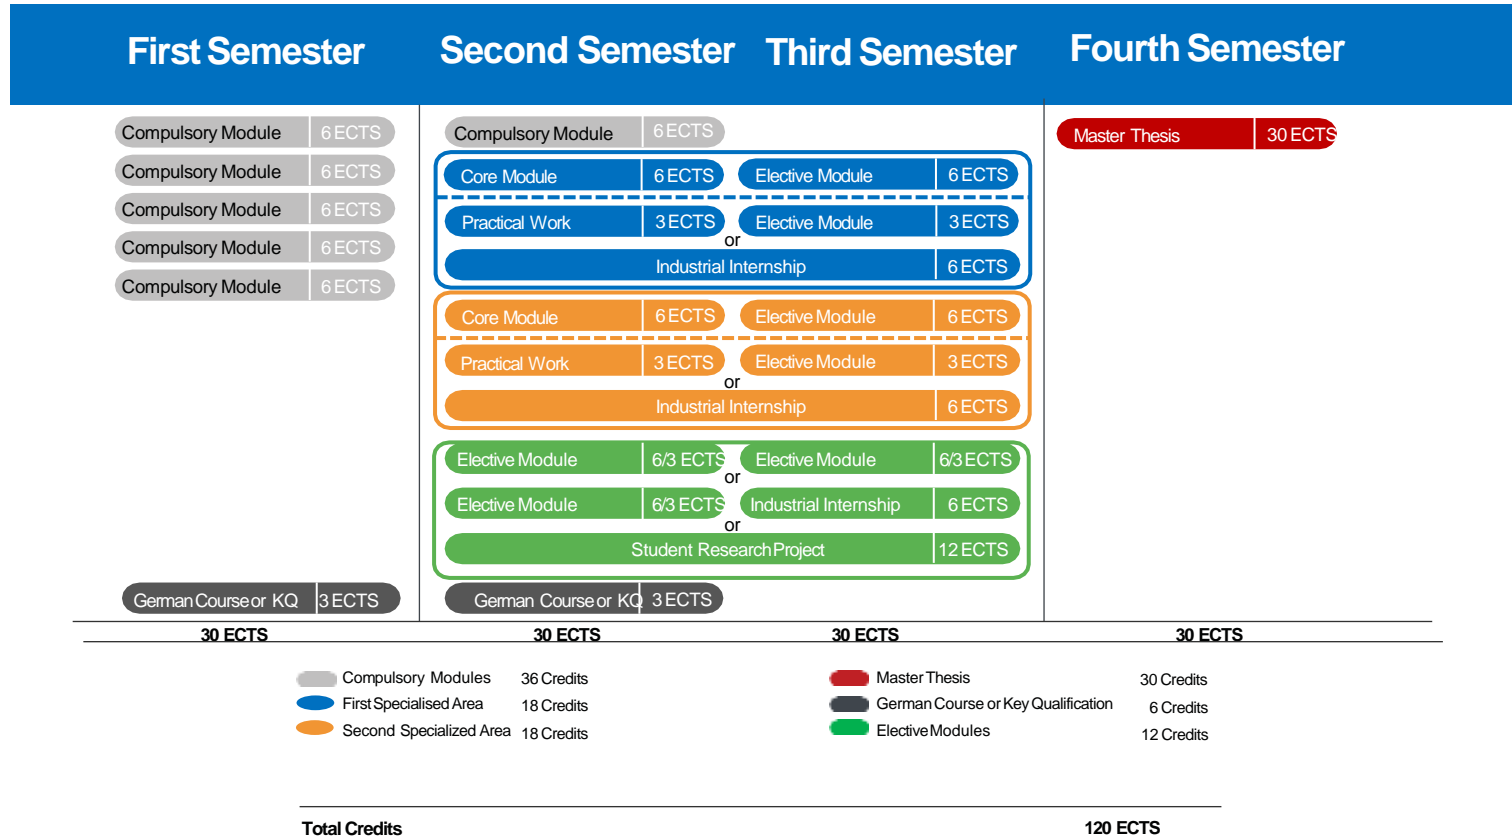 First Semester Second Semester Third Semester Fourth Semester
Compulsory Module 6 ECTS
Compulsory Module 6 ECTS
Compulsory Module 6 ECTS
Compulsory Module 6 ECTS
Compulsory Module 6 ECTS
German Course or KQ 3 ECTS
Compulsory Module 6 ECTS
Core Module 6 ECTS Elective Module 6 ECTS
Practical Work 3 ECTS Elective Module 3 ECTS
or
Industrial Internship 6 ECTS
Core Module 6 ECTS Elective Module 6 ECTS
Practical Work 3 ECTS Elective Module 3 ECTS
or
Industrial Internship 6 ECTS
Elective Module 6/3 ECTS Elective Module 6/3 ECTS
or
Elective Module 6/3 ECTS Industrial Internship 6 ECTS
or
Student Research Project 12 ECTS
German Course or KQ 3 ECTS
Master Thesis 30 ECTS
30 ECTS 30 ECTS 30 ECTS 30 ECTS
Compulsory Modules 36 Credits
First Specialised Area 18 Credits
Second Specialized Area 18 Credits
Master Thesis 30 Credits
German Course or Key Qualification 6 Credits
Elective Modules 12 Credits
Total Credits 120 ECTS